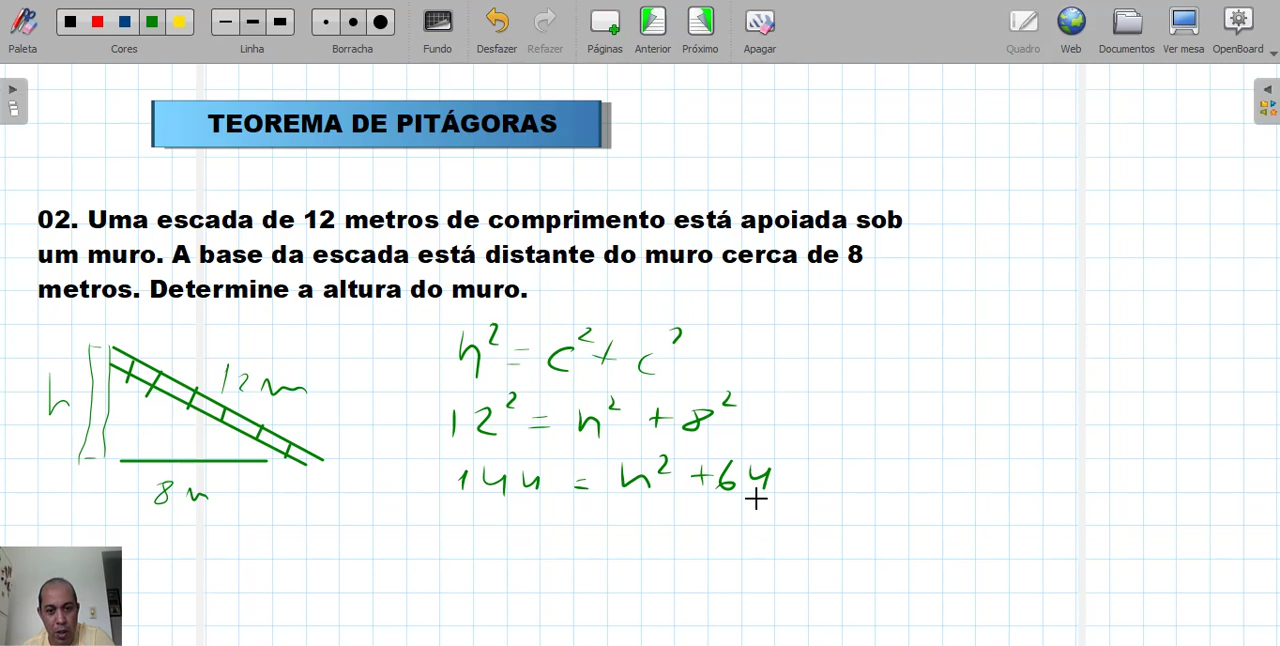 Paleta Cores Linha Borracha Fundo Desfazer Refazer Páginas Anterior Próximo Apagar Quadro Web Documentos Ver mesa OpenBoard
TEOREMA DE PITÁGORAS
02. Uma escada de 12 metros de comprimento está apoiada sob
um muro. A base da escada está distante do muro cerca de 8
metros. Determine a altura do muro.
h
12 m
8 m
h² = c² + c²
12² = h² + 8²
144 = h² + 64